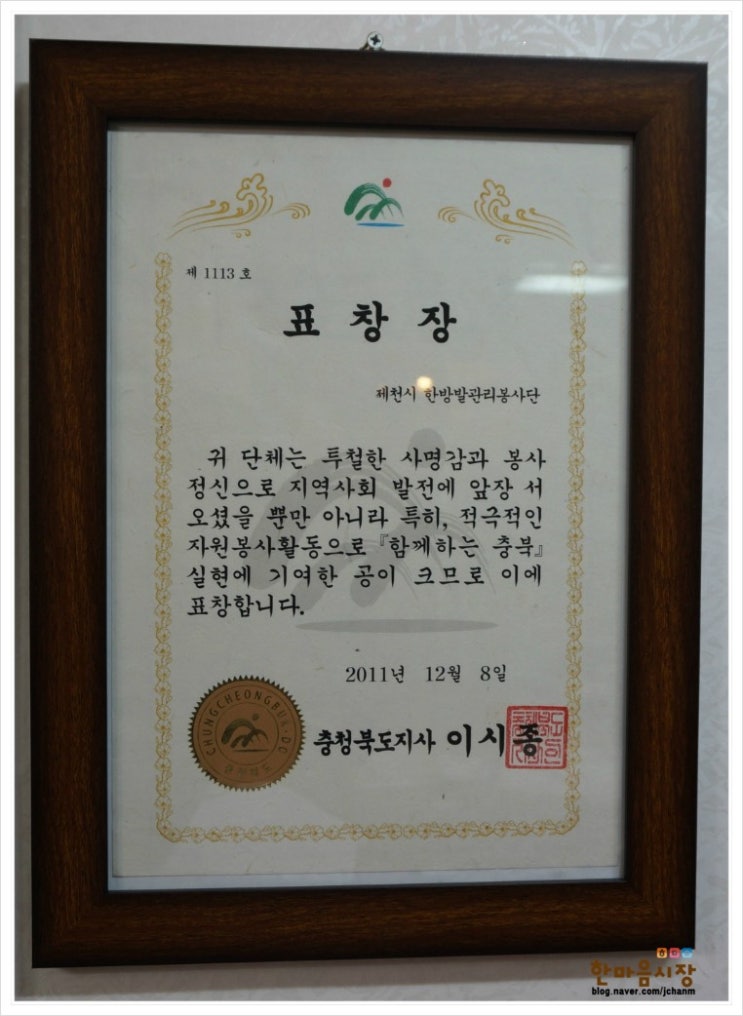 제 1113 호
표 창 장
제천시 한방발관리봉사단
귀 단체는 투철한 사명감과 봉사
정신으로 지역사회 발전에 앞장 서
오셨을 뿐만 아니라 특히, 적극적인
자원봉사활동으로 『함께하는 충북』
실현에 기여한 공이 크므로 이에
표창합니다.
2011년 12월 8일
CHUNGCHEONGBUK-DO
충청북도
충청북도지사 이시종
한마음시장
blog.naver.com/jchanm